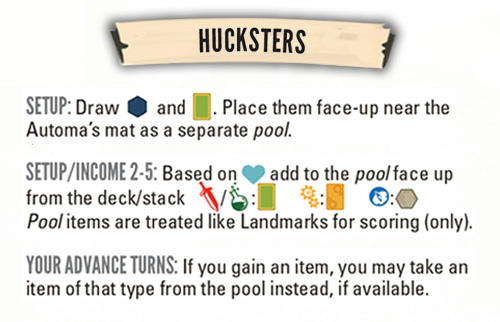 HUCKSTERS
SETUP: Draw and . Place them face-up near the
Automa's mat as a separate pool.
SETUP/INCOME 2-5: Based on add to the pool face up
from the deck/stack / : : :
Pool items are treated like Landmarks for scoring (only).
YOUR ADVANCE TURNS: If you gain an item, you may take an
item of that type from the pool instead, if available.